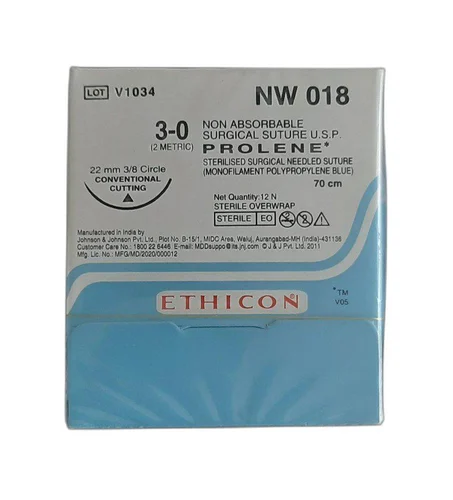 LOT V1034
NW 018
3-0
(2 METRIC)
NON ABSORBABLE
SURGICAL SUTURE U.S.P.
PROLENE*
STERILISED SURGICAL NEEDLED SUTURE
(MONOFILAMENT POLYPROPYLENE BLUE)
70 cm
22 mm 3/8 Circle
CONVENTIONAL
CUTTING
Net Quantity:12 N
STERILE OVERWRAP
STERILE EO
Manufactured in India by
Johnson & Johnson Pvt. Ltd., Plot No. B-15/1, MIDC Area, Waluj, Aurangabad-MH (India)-431136
Customer Care No.: 1800 22 6446 E-mail: MDDsuppo@its.jnj.com © J & J Pvt. Ltd. 2011
Mfg. Lic. No.: MFG/MD/2020/000012
ETHICON
*TM
V05